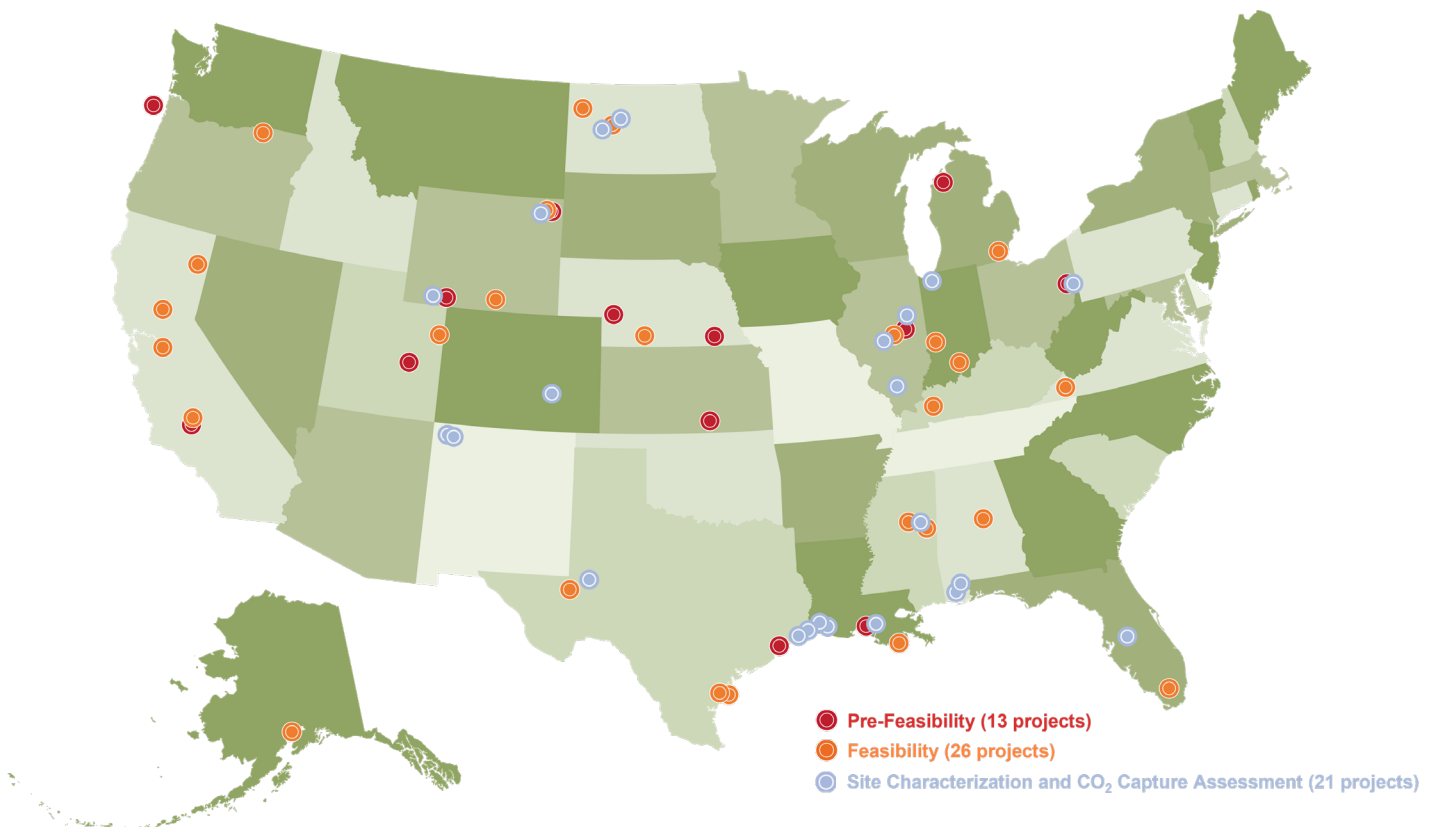 Pre-Feasibility (13 projects)
Feasibility (26 projects)
Site Characterization and CO₂ Capture Assessment (21 projects)